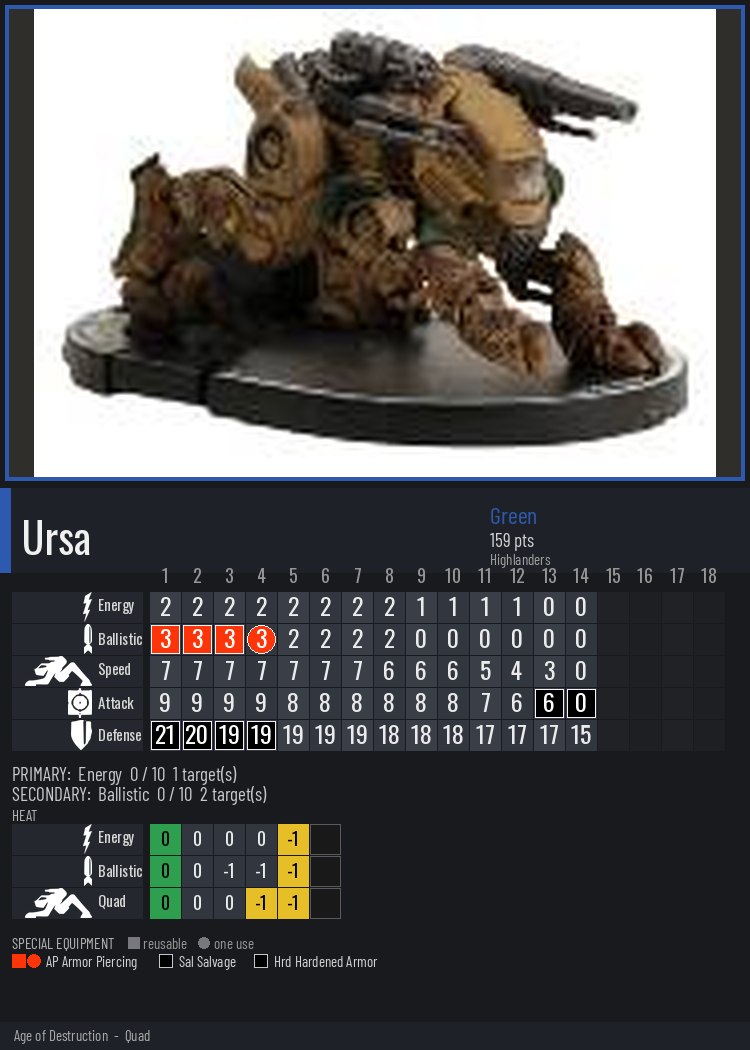 Ursa
Green
159 pts
Highlanders
1 2 3 4 5 6 7 8 9 10 11 12 13 14 15 16 17 18
Energy 2 2 2 2 2 2 2 2 1 1 1 1 0 0
Ballistic 3 3 3 3 2 2 2 2 0 0 0 0 0 0
Speed 7 7 7 7 7 7 7 6 6 6 5 4 3 0
Attack 9 9 9 9 8 8 8 8 8 8 7 6 6 0
Defense 21 20 19 19 19 19 19 18 18 18 17 17 17 15
PRIMARY: Energy 0 / 10 1 target(s)
SECONDARY: Ballistic 0 / 10 2 target(s)
HEAT
Energy 0 0 0 0 -1
Ballistic 0 0 -1 -1 -1
Quad 0 0 0 -1 -1
SPECIAL EQUIPMENT reusable one use
AP Armor Piercing Sal Salvage Hrd Hardened Armor
Age of Destruction - Quad